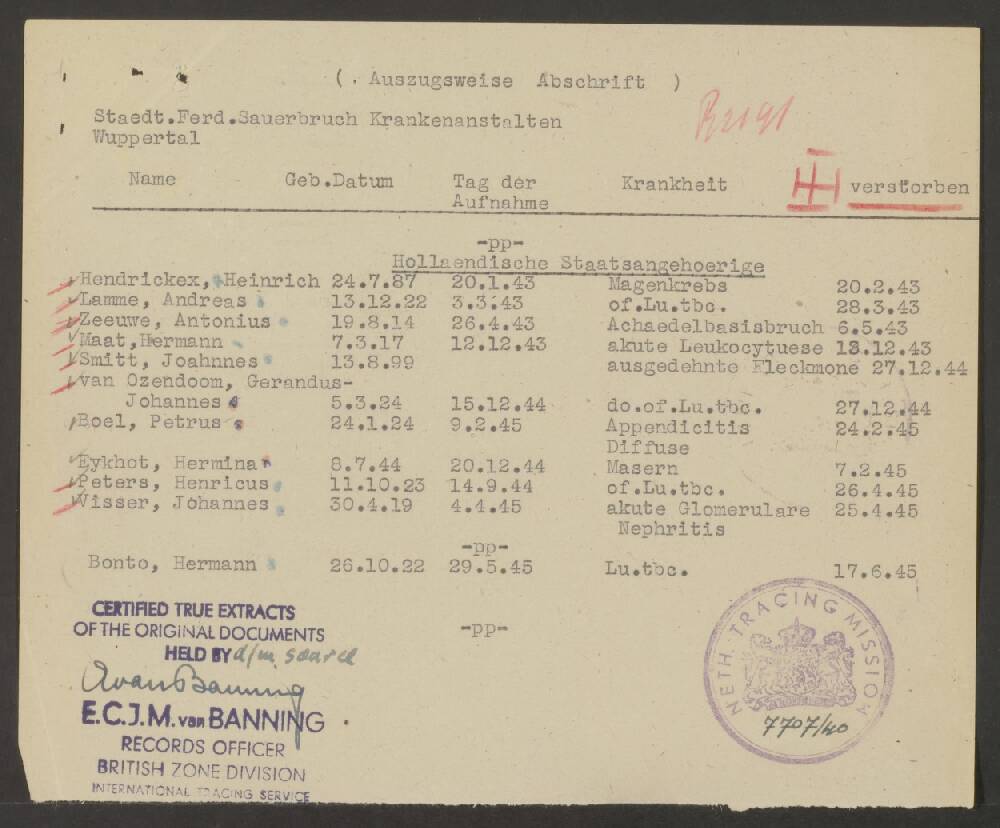 ( . Auszugsweise Abschrift )
Staedt.Ferd.Sauerbruch Krankenanstalten
Wuppertal
Name Geb.Datum Tag der Aufnahme Krankheit verstorben
-pp-
Hollaendische Staatsangehoerige
Hendrickex, Heinrich 24.7.87 20.1.43 Magenkrebs 20.2.43
Lamme, Andreas 13.12.22 3.3.43 of.Lu.tbc. 28.3.43
Zeeuwe, Antonius 19.8.14 26.4.43 Achaedelbasisbruch 6.5.43
Maat,Hermann 7.3.17 12.12.43 akute Leukocytuese 13.12.43
Smitt, Joahnnes 13.8.99 ausgedehnte Fleckmone 27.12.44
van Ozendoom, Gerandus-
Johannes 5.3.24 15.12.44 do.of.Lu.tbc. 27.12.44
Boel, Petrus 24.1.24 9.2.45 Appendicitis 24.2.45
Diffuse
Eykhot, Hermina 8.7.44 20.12.44 Masern 7.2.45
Peters, Henricus 11.10.23 14.9.44 of.Lu.tbc. 26.4.45
Visser, Johannes 30.4.19 4.4.45 akute Glomerulare 25.4.45
Nephritis
-pp-
Bonto, Hermann 26.10.22 29.5.45 Lu.tbc. 17.6.45
-pp-
CERTIFIED TRUE EXTRACTS
OF THE ORIGINAL DOCUMENTS
HELD BY d/m source
E.C.J.M. van BANNING
RECORDS OFFICER
BRITISH ZONE DIVISION
INTERNATIONAL TRACING SERVICE
NETH. TRACING MISSION
7707/40